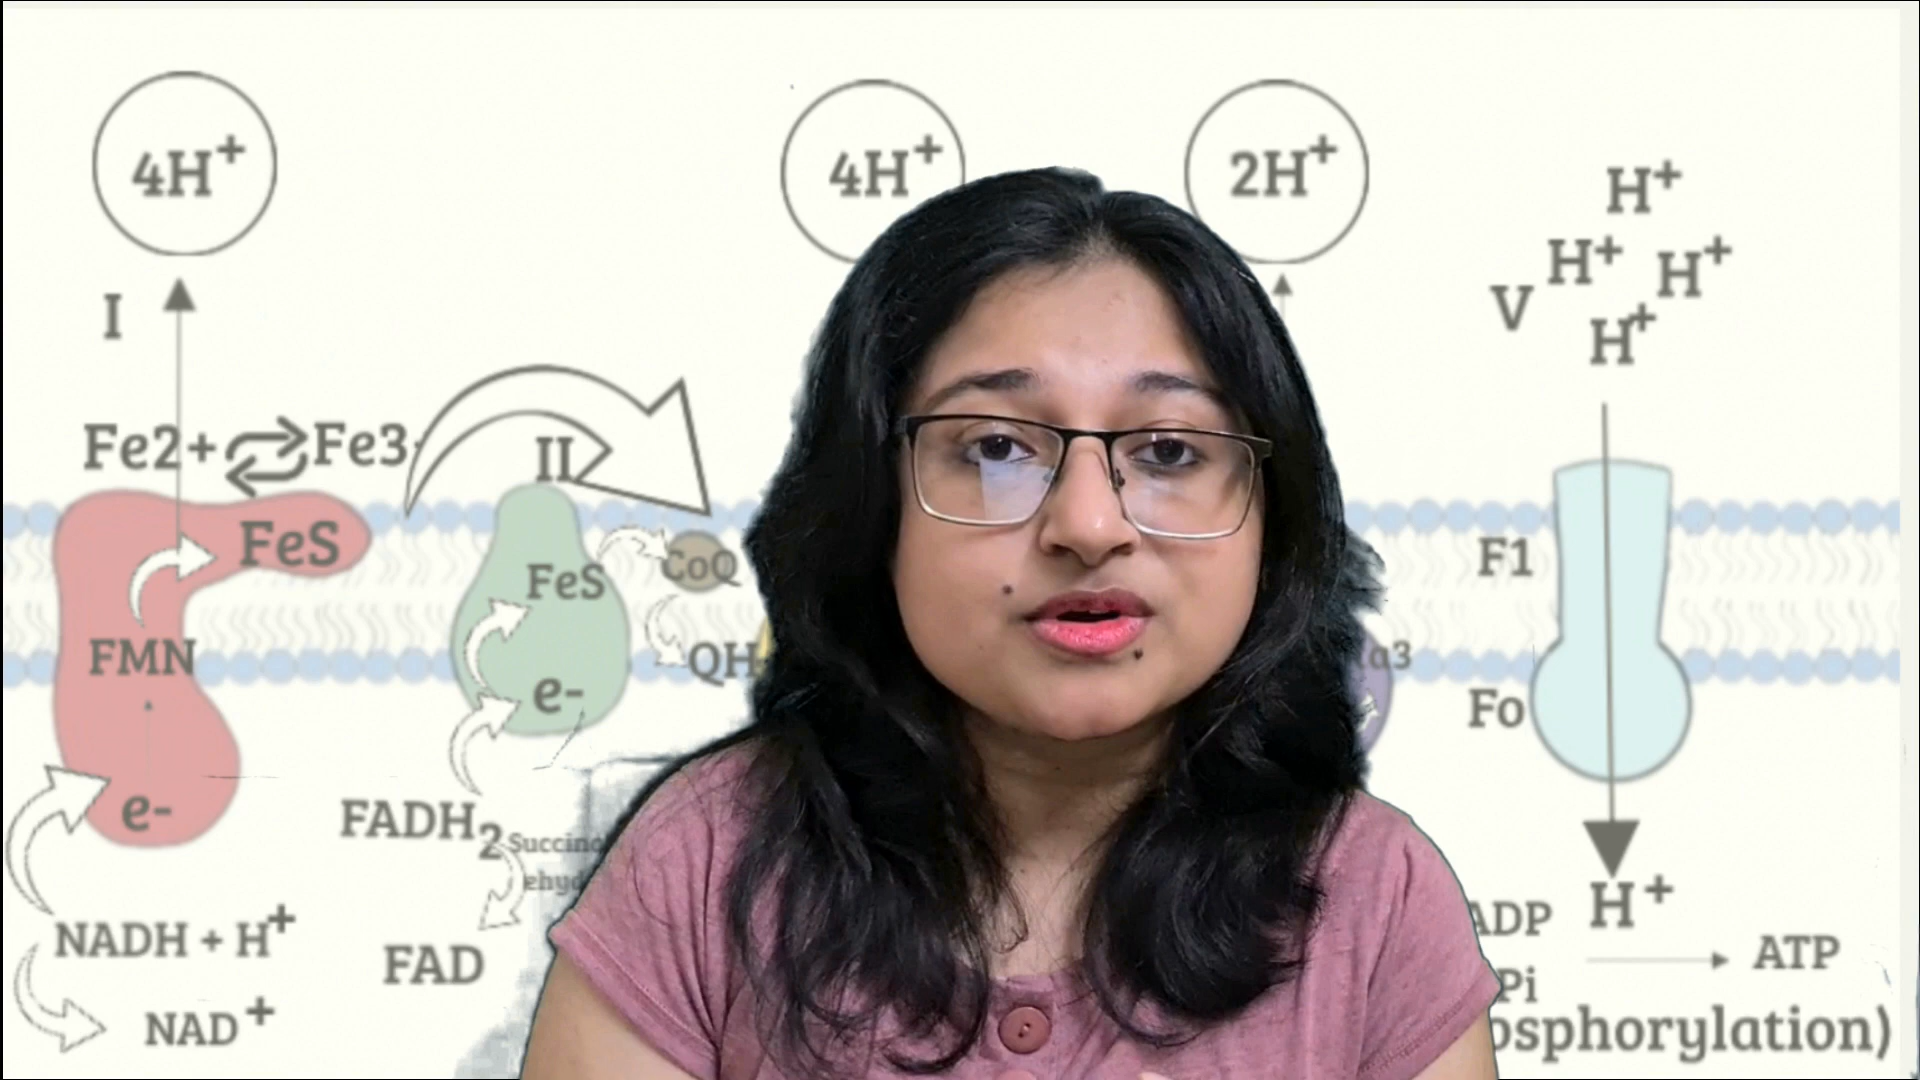 4H+
4H+
2H+
H+
H+
H+
V
H+
I
Fe2+
Fe3
II
FeS
CoQ
F1
FeS
FMN
QH
a3
e-
Fo
e-
FADH2
NADH + H+
ADP
H+
FAD
ATP
Pi
NAD+
osphorylation)